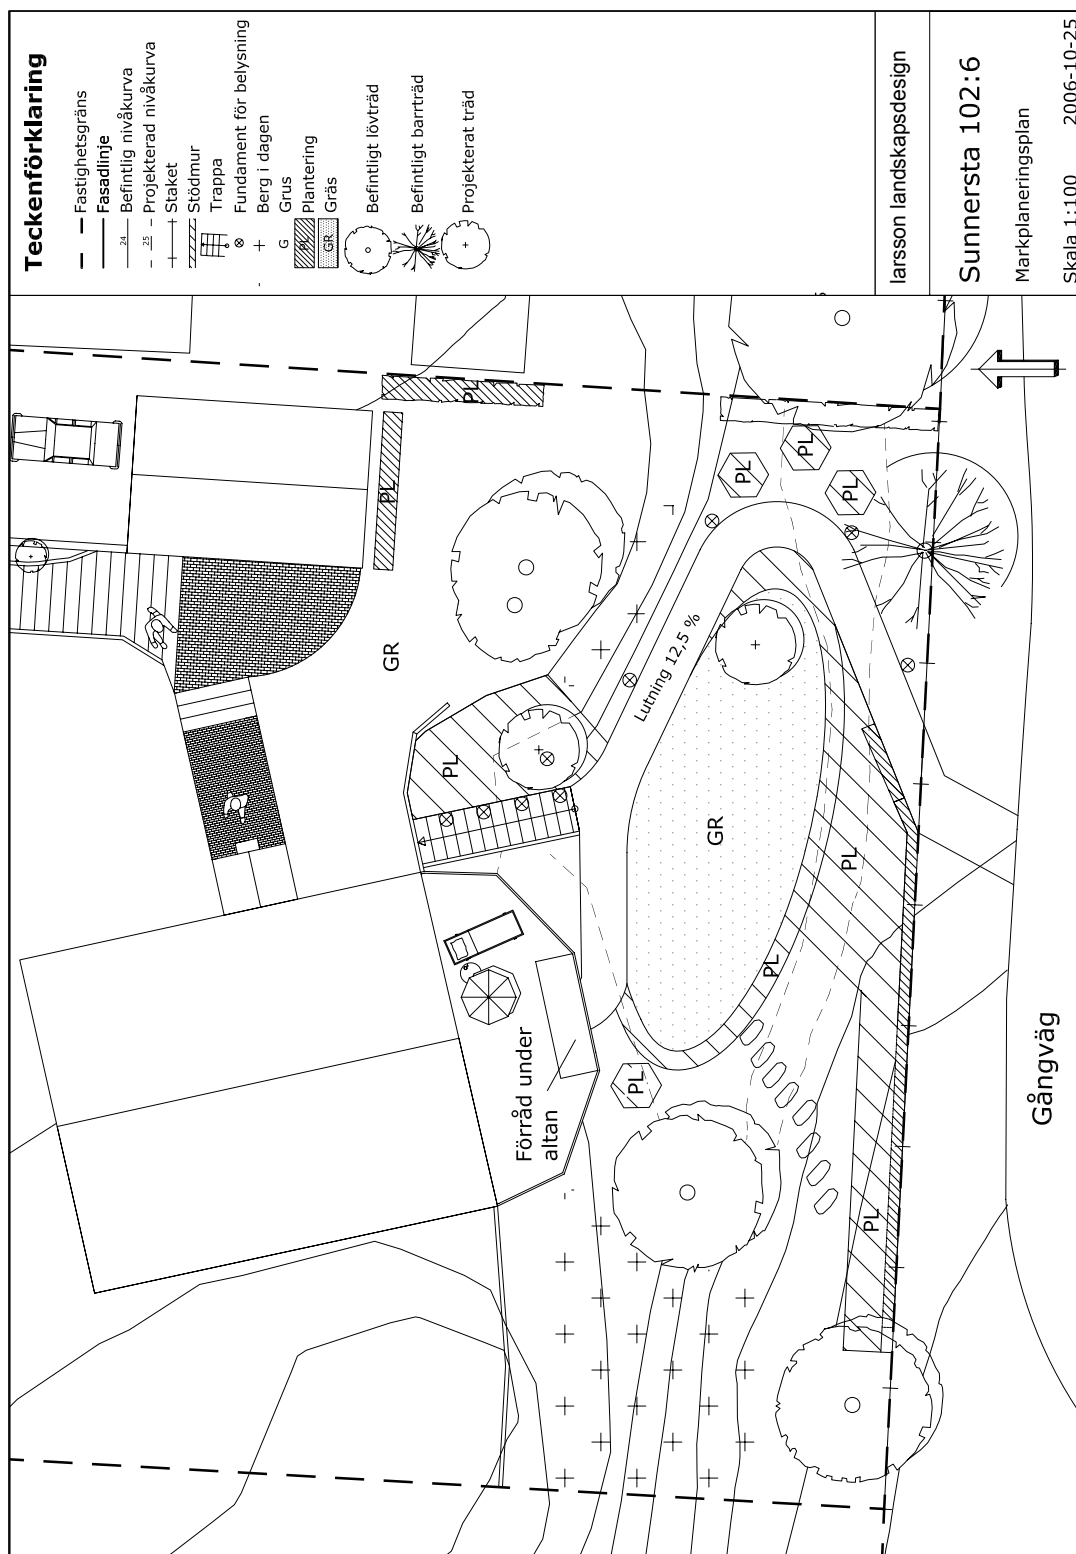 Teckenförklaring
Fastighetsgräns
Fasadlinje
24 Befintlig nivåkurva
25 Projekterad nivåkurva
Staket
Stödmur
Trappa
Fundament för belysning
Berg i dagen
G Grus
PL Plantering
GR Gräs
Befintligt lövträd
Befintligt barrträd
Projekterat träd
larsson landskapsdesign
Sunnersta 102:6
Markplaneringsplan
Skala 1:100 2006-10-25
PL
PL
PL
PL
PL
GR
Lutning 12,5 %
PL
GR
PL
PL
PL
Förråd under
altan
PL
Gångväg